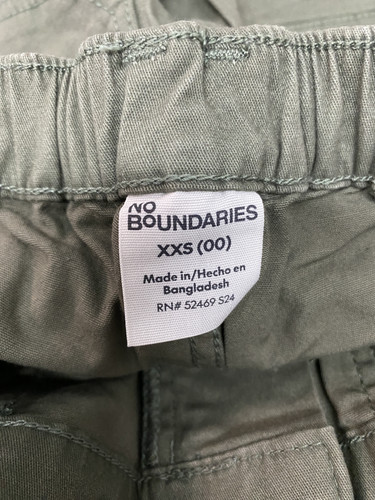 NO
BOUNDARIES
XXS (00)
Made in/Hecho en
Bangladesh
RN# 52469 S24